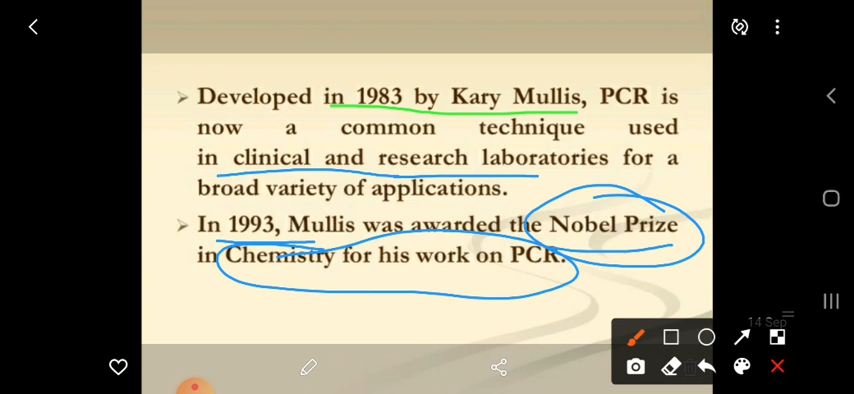 Developed in 1983 by Kary Mullis, PCR is
now a common technique used
in clinical and research laboratories for a
broad variety of applications.
In 1993, Mullis was awarded the Nobel Prize
in Chemistry for his work on PCR.
14 Sep